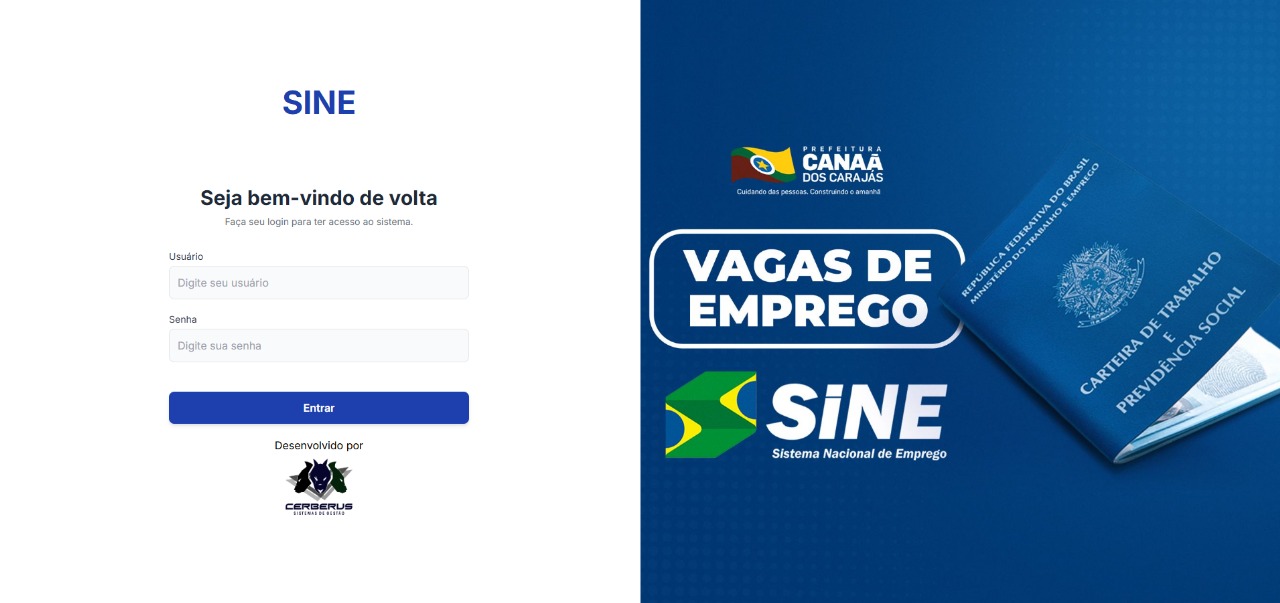 SINE
Seja bem-vindo de volta
Faça seu login para ter acesso ao sistema.
Usuário
Digite seu usuário
Senha
Digite sua senha
Entrar
Desenvolvido por
CERBERUS
SISTEMAS DE GESTÃO
PREFEITURA
CANAÃ
DOS CARAJÁS
Cuidando das pessoas. Construindo o amanhã
VAGAS DE
EMPREGO
SiNE
Sistema Nacional de Emprego
REPÚBLICA FEDERATIVA DO BRASIL
MINISTÉRIO DO TRABALHO E EMPREGO
CARTEIRA DE TRABALHO
E
PREVIDÊNCIA SOCIAL